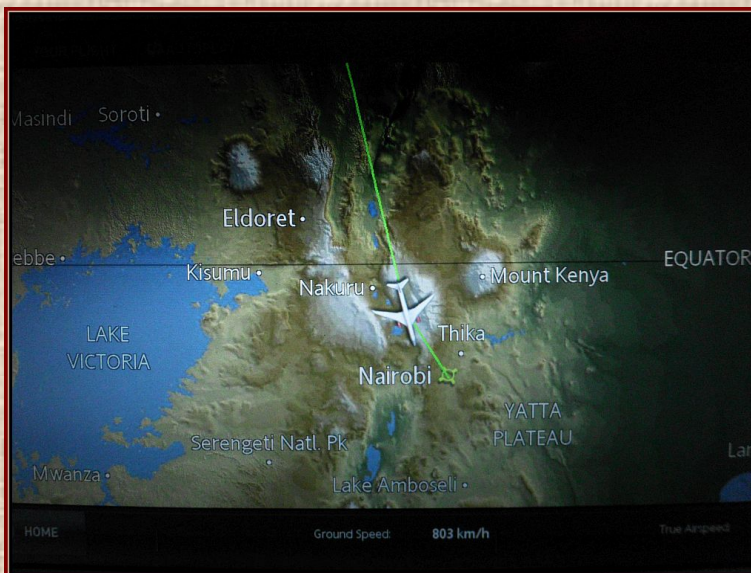 Masindi
Soroti
Eldoret
ebbe
Kisumu
EQUATOR
Nakuru
Mount Kenya
LAKE
VICTORIA
Thika
Nairobi
YATTA
PLATEAU
Serengeti Natl. Pk
Lar
Mwanza
Lake Amboseli
HOME
Ground Speed:
803 km/h
True Airspeed: